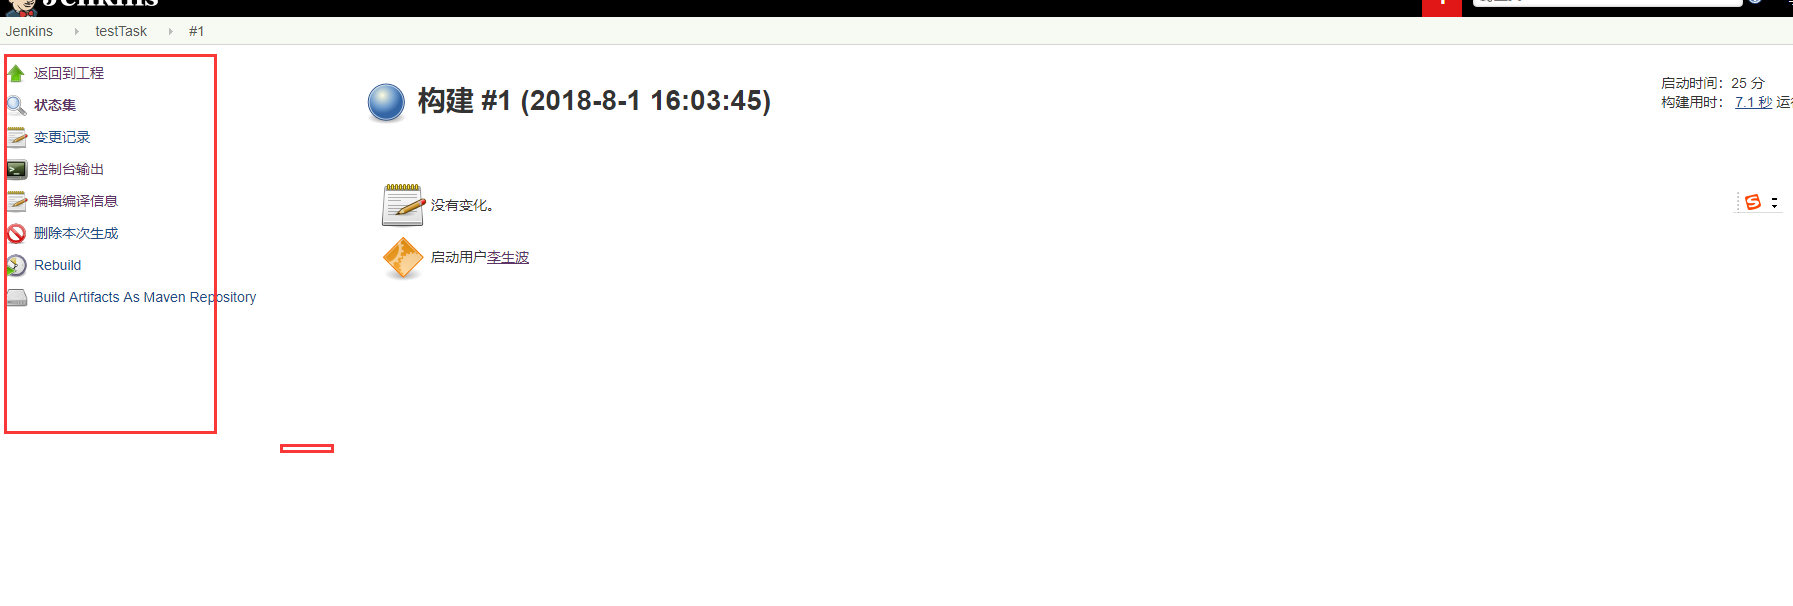 Jenkins
Jenkins testTask #1
返回到工程
状态集
变更记录
控制台输出
编辑编译信息
删除本次生成
Rebuild
Build Artifacts As Maven Repository
构建 #1 (2018-8-1 16:03:45)
启动时间: 25 分
构建用时: 7.1 秒 运
没有变化。
启动用户李生波